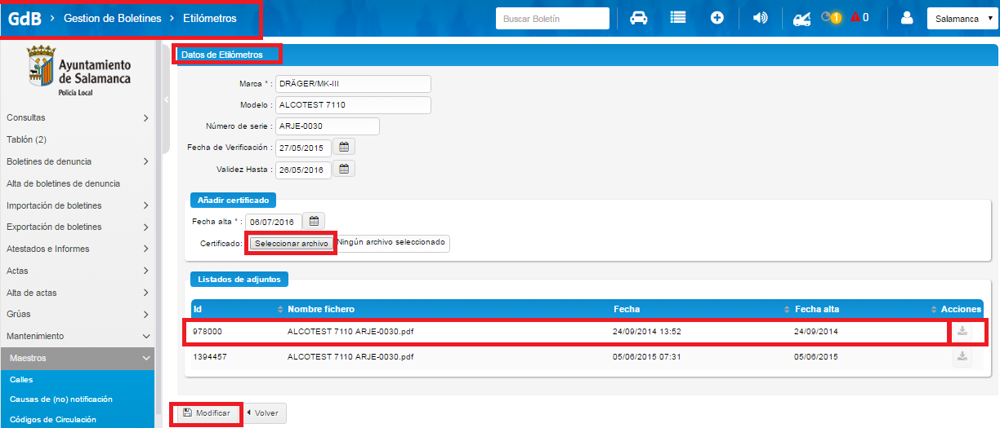 GdB > Gestion de Boletines > Etilómetros
Buscar Boletín
1
0
Salamanca
Ayuntamiento
de Salamanca
Policía Local
Consultas
Tablón (2)
Boletines de denuncia
Alta de boletines de denuncia
Importación de boletines
Exportación de boletines
Atestados e Informes
Actas
Alta de actas
Grúas
Mantenimiento
Maestros
Calles
Causas de (no) notificación
Códigos de Circulación
Datos de Etilómetros
Marca * : DRÄGER/MK-III
Modelo : ALCOTEST 7110
Número de serie : ARJE-0030
Fecha de Verificación : 27/05/2015
Validez Hasta : 26/05/2016
Añadir certificado
Fecha alta * : 06/07/2016
Certificado: Seleccionar archivo Ningún archivo seleccionado
Listados de adjuntos
Id Nombre fichero Fecha Fecha alta Acciones
978000 ALCOTEST 7110 ARJE-0030.pdf 24/09/2014 13:52 24/09/2014
1394457 ALCOTEST 7110 ARJE-0030.pdf 05/06/2015 07:31 05/06/2015
Modificar Volver